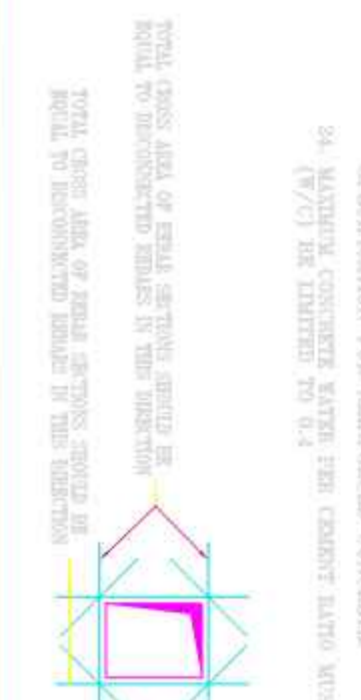 TOTAL CROSS AREA OF REBAR SECTIONS SHOULD BE
EQUAL TO DISCONNECTED REBARS IN THIS DIRECTION
TOTAL CROSS AREA OF REBAR SECTIONS SHOULD BE
EQUAL TO DISCONNECTED REBARS IN THIS DIRECTION
24- MAXIMUM CONCRETE WATER PER CEMENT RATIO MUS
(W/C) BE LIMITED TO 0.4